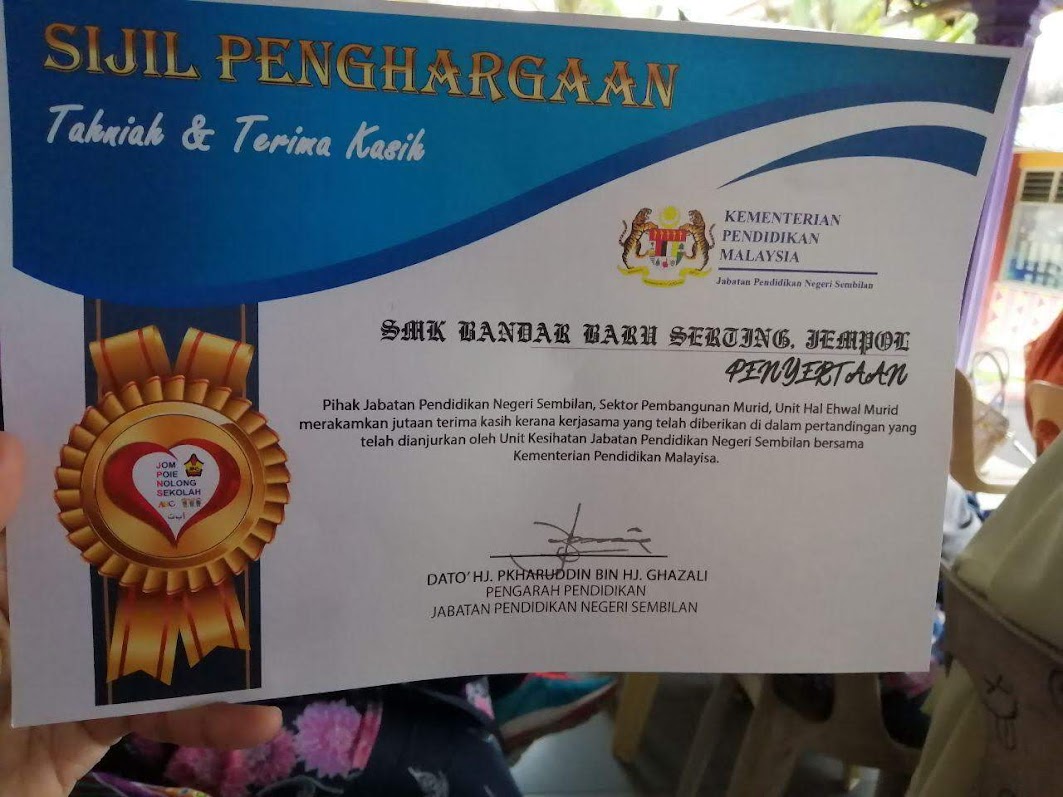 SIJIL PENGHARGAAN
Tahniah & Terima Kasih
KEMENTERIAN
PENDIDIKAN
MALAYSIA
Jabatan Pendidikan Negeri Sembilan
SMK BANDAR BARU SERTING, JEMPOL
PENYERTAAN
Pihak Jabatan Pendidikan Negeri Sembilan, Sektor Pembangunan Murid, Unit Hal Ehwal Murid
merakamkan jutaan terima kasih kerana kerjasama yang telah diberikan di dalam pertandingan yang
telah dianjurkan oleh Unit Kesihatan Jabatan Pendidikan Negeri Sembilan bersama
Kementerian Pendidikan Malayisa.
JOM
POIE
NOLONG
SEKOLAH
DATO' HJ. PKHARUDDIN BIN HJ. GHAZALI
PENGARAH PENDIDIKAN
JABATAN PENDIDIKAN NEGERI SEMBILAN